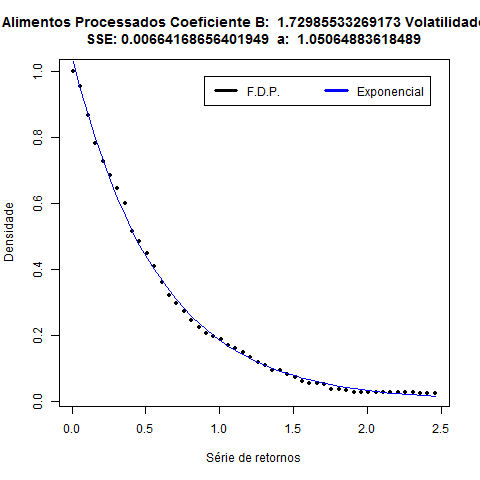 Alimentos Processados Coeficiente B:  1.72985533269173 Volatilidade
SSE: 0.00664168656401949  a:  1.05064883618489
F.D.P.
Exponencial
Densidade
1.0
0.8
0.6
0.4
0.2
0.0
0.0
0.5
1.0
1.5
2.0
2.5
Série de retornos